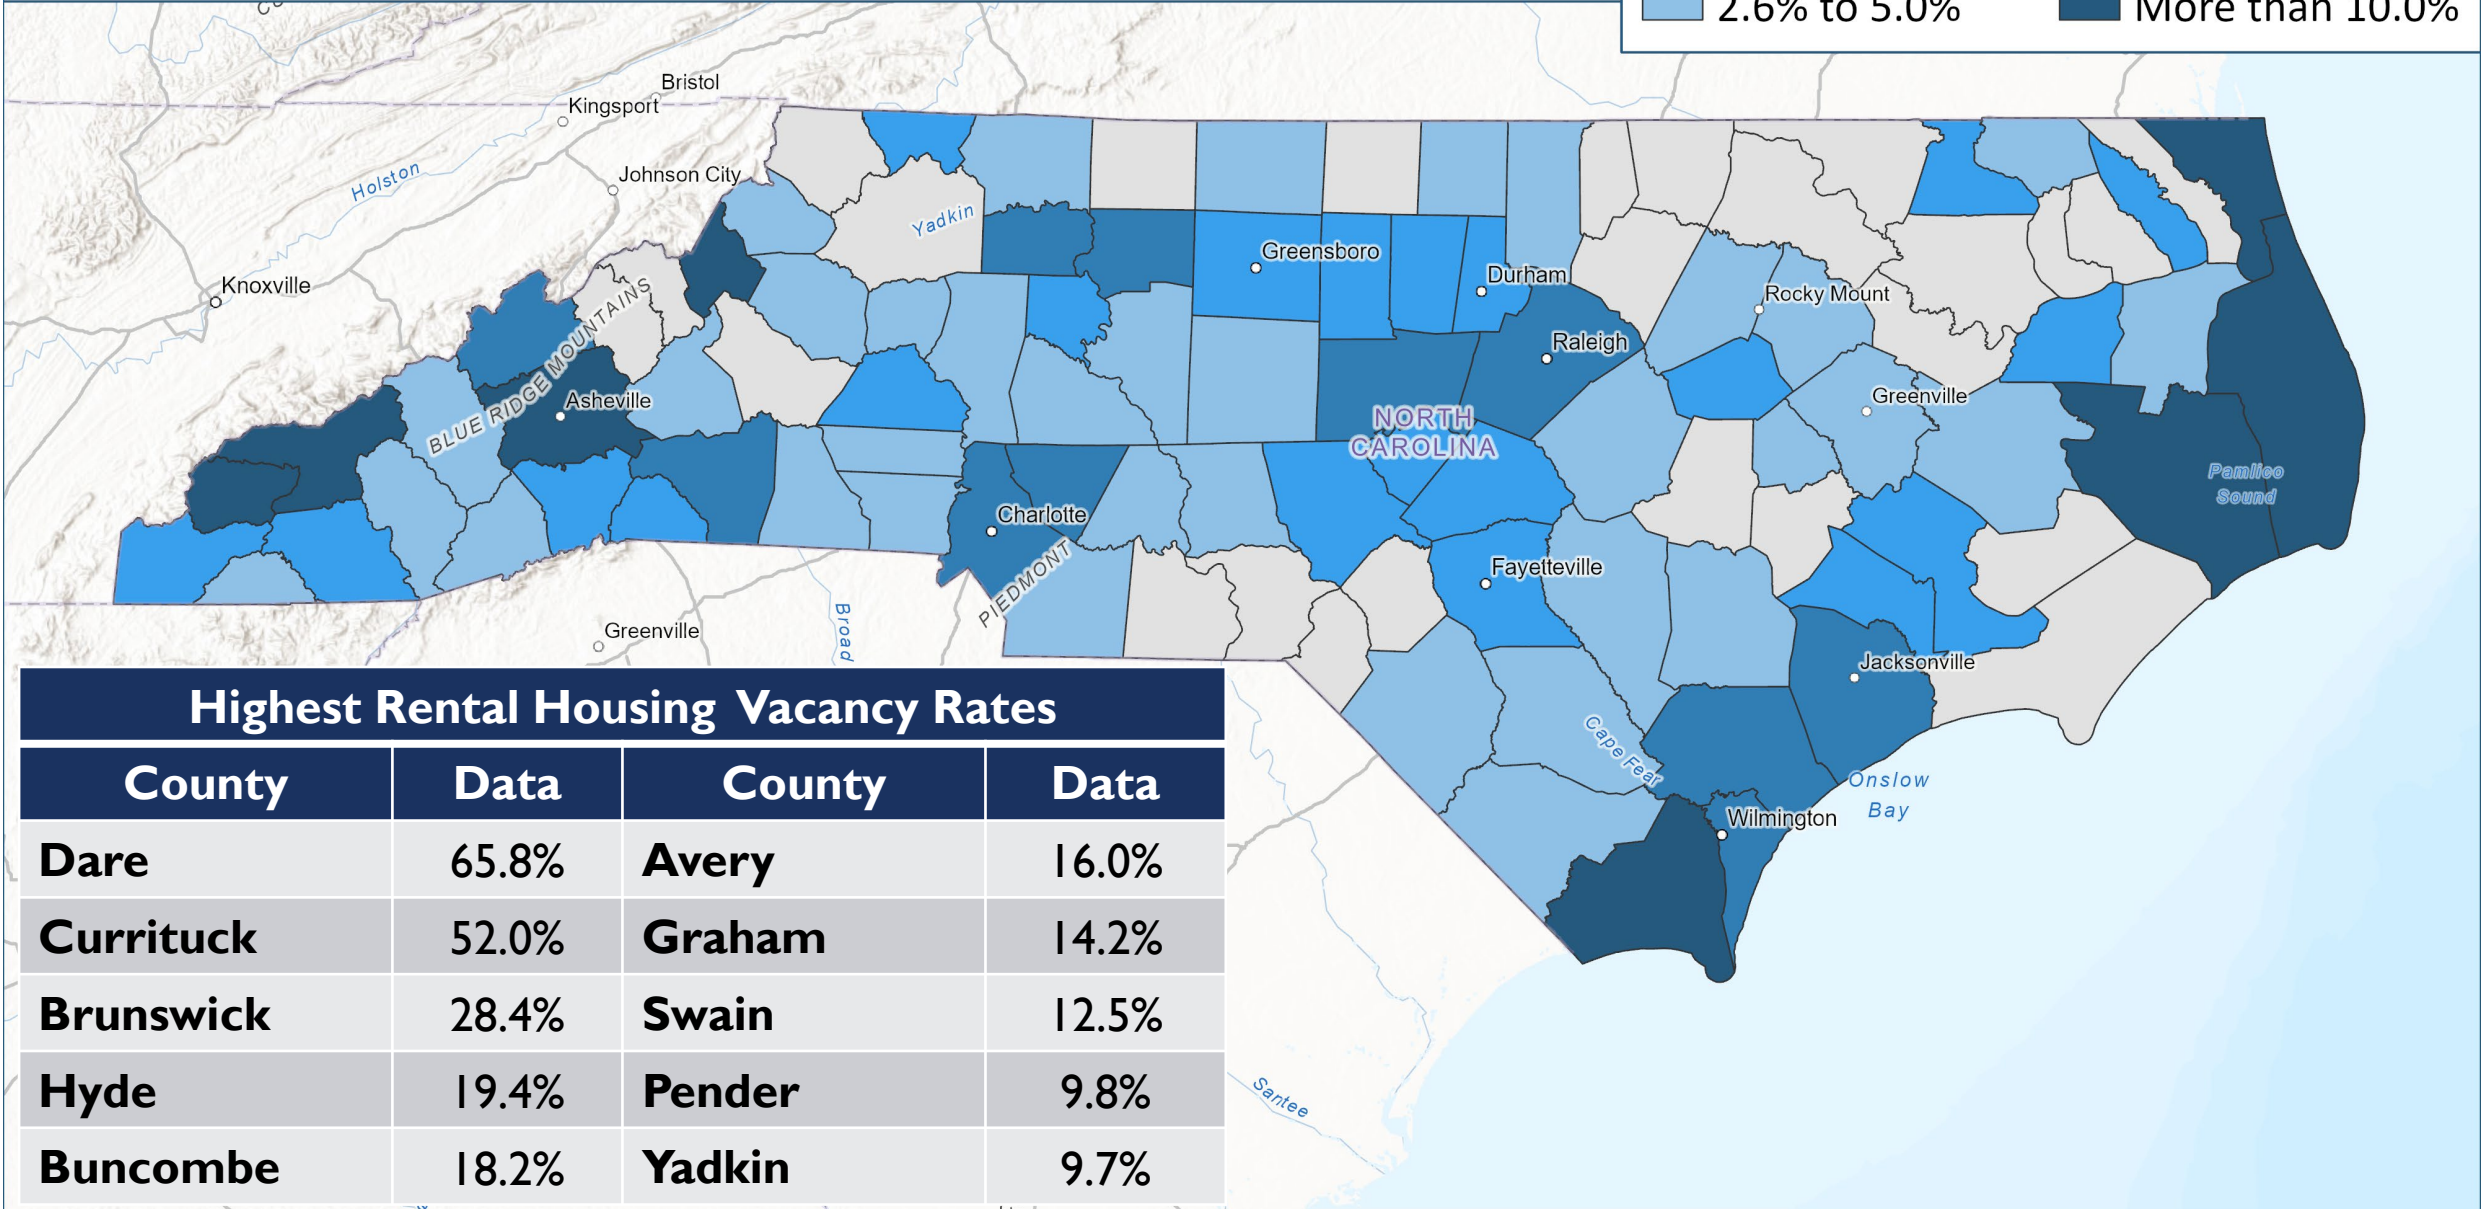 2.6% to 5.0%
More than 10.0%
Bristol
Kingsport
Johnson City
Holston
Yadkin
Knoxville
Greensboro
Durham
Rocky Mount
Raleigh
BLUE RIDGE MOUNTAINS
Asheville
Greenville
NORTH
CAROLINA
Pamlico
Sound
Charlotte
Fayetteville
PIEDMONT
Broad
Greenville
Jacksonville
Cape Fear
Onslow
Bay
Wilmington
Santee
Highest Rental Housing Vacancy Rates
County Data County Data
Dare 65.8% Avery 16.0%
Currituck 52.0% Graham 14.2%
Brunswick 28.4% Swain 12.5%
Hyde 19.4% Pender 9.8%
Buncombe 18.2% Yadkin 9.7%